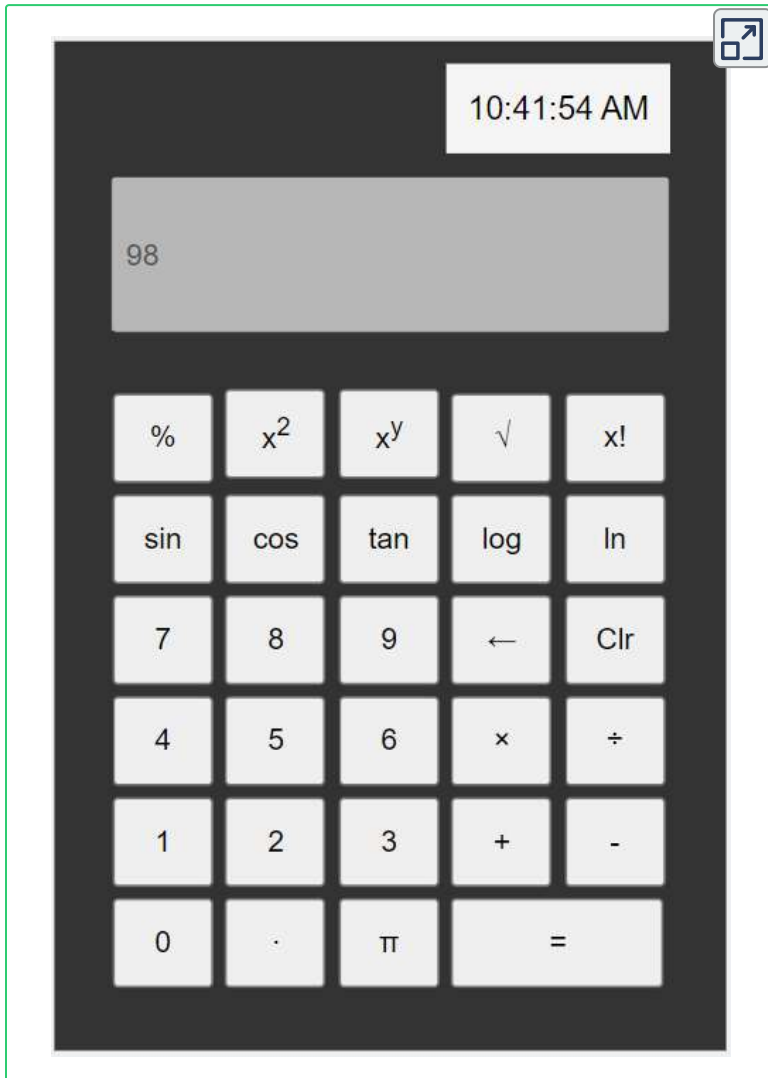 10:41:54 AM
98
% x² xʸ √ x!
sin cos tan log ln
7 8 9 ← Clr
4 5 6 × ÷
1 2 3 + -
0 . π =